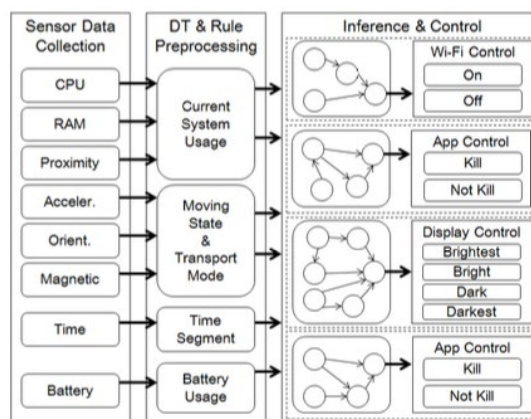 Sensor Data
Collection
CPU
RAM
Proximity
Acceler.
Orient.
Magnetic
Time
Battery
DT & Rule
Preprocessing
Current
System
Usage
Moving
State
&
Transport
Mode
Time
Segment
Battery
Usage
Inference & Control
Wi-Fi Control
On
Off
App Control
Kill
Not Kill
Display Control
Brightest
Bright
Dark
Darkest
App Control
Kill
Not Kill